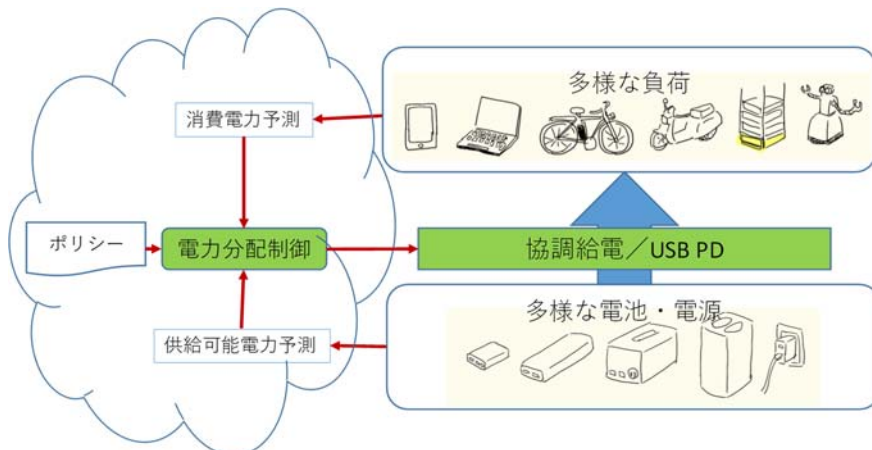 多様な負荷
消費電力予測
ポリシー
電力分配制御
協調給電／USB PD
多様な電池・電源
供給可能電力予測